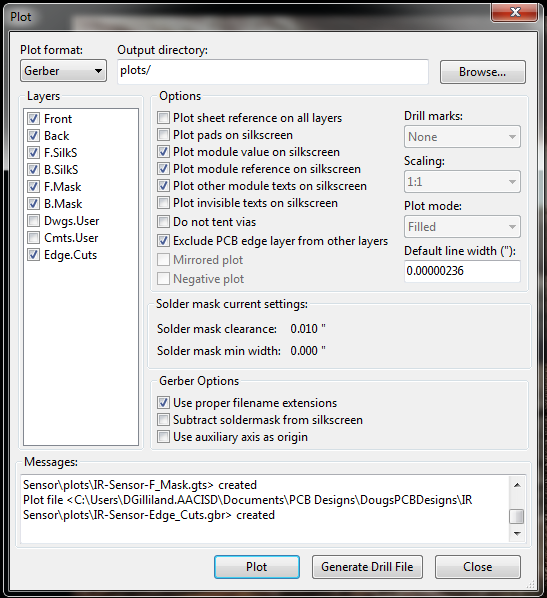 Plot
Plot format:
Output directory:
Gerber
plots/
Browse...
Layers
Front
Back
F.SilkS
B.SilkS
F.Mask
B.Mask
Dwgs.User
Cmts.User
Edge.Cuts
Options
Plot sheet reference on all layers
Plot pads on silkscreen
Plot module value on silkscreen
Plot module reference on silkscreen
Plot other module texts on silkscreen
Plot invisible texts on silkscreen
Do not tent vias
Exclude PCB edge layer from other layers
Mirrored plot
Negative plot
Drill marks:
None
Scaling:
1:1
Plot mode:
Filled
Default line width ("):
0.00000236
Solder mask current settings:
Solder mask clearance: 0.010 "
Solder mask min width: 0.000 "
Gerber Options
Use proper filename extensions
Subtract soldermask from silkscreen
Use auxiliary axis as origin
Messages:
Sensor\plots\IR-Sensor-F_Mask.gts> created
Plot file <C:\Users\DGilliland.AACISD\Documents\PCB Designs\DougsPCBDesigns\IR
Sensor\plots\IR-Sensor-Edge_Cuts.gbr> created
Plot
Generate Drill File
Close